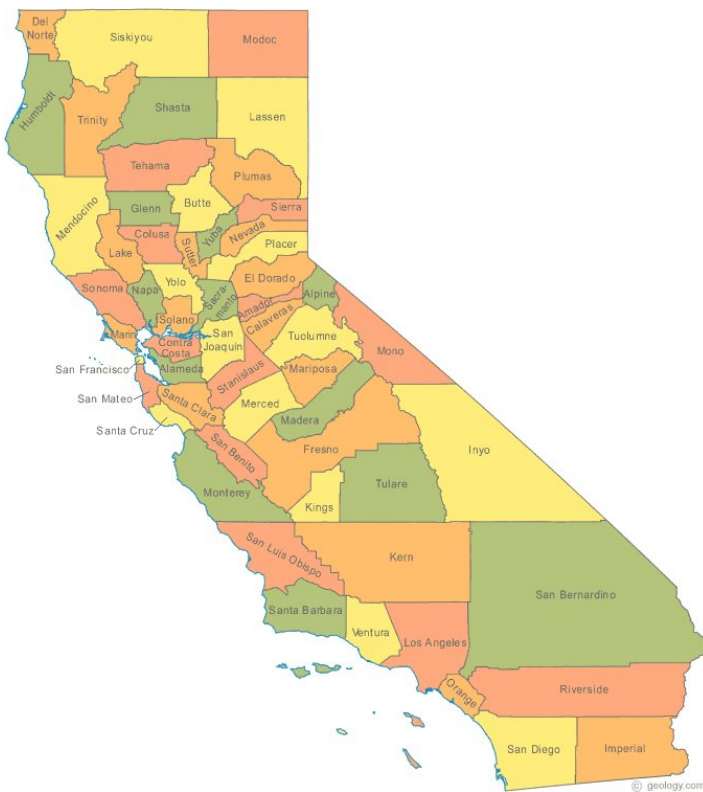 Del
Norte
Siskiyou
Modoc
Humboldt
Trinity
Shasta
Lassen
Tehama
Plumas
Mendocino
Glenn
Butte
Sierra
Colusa
Yuba
Nevada
Sutter
Placer
Lake
Yolo
El Dorado
Sonoma
Napa
Sacra-
mento
Alpine
Amador
Solano
Calaveras
Marin
Contra
Costa
San
Joaquin
Tuolumne
Mono
San Francisco
Alameda
Stanislaus
Mariposa
San Mateo
Santa Clara
Merced
Madera
Santa Cruz
San Benito
Fresno
Inyo
Monterey
Kings
Tulare
San Luis Obispo
Kern
San Bernardino
Santa Barbara
Ventura
Los Angeles
Orange
Riverside
San Diego
Imperial
© geology.com